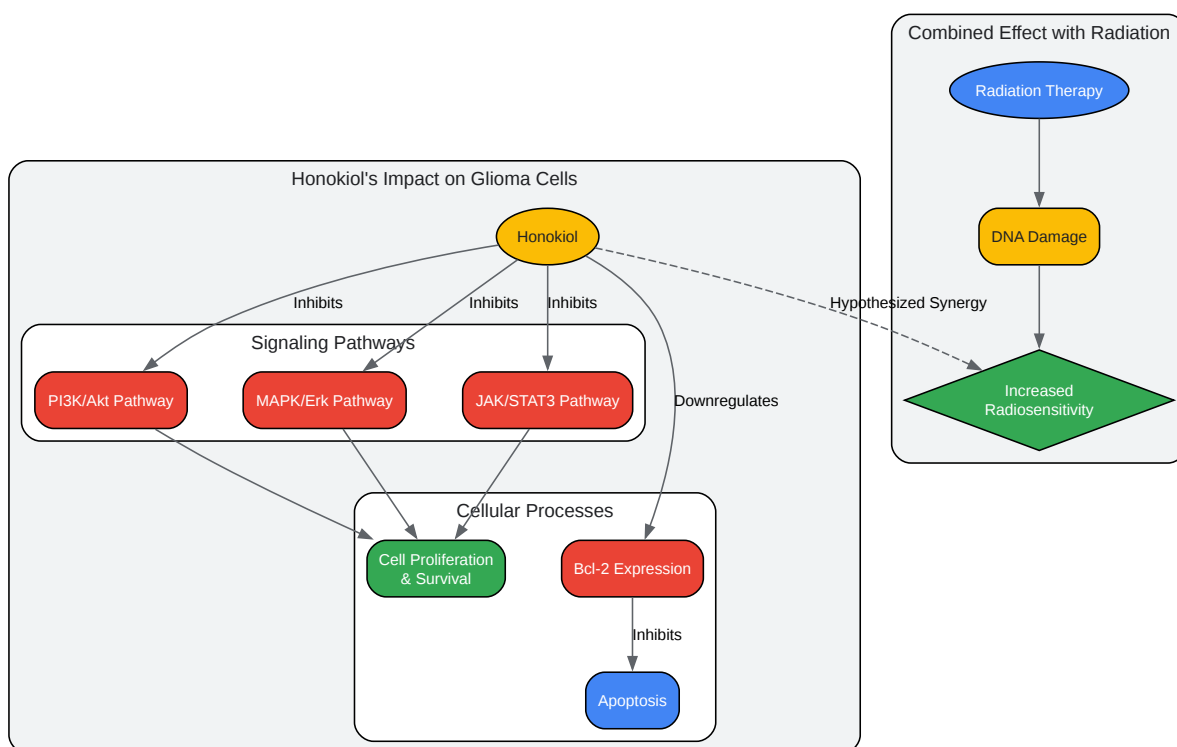 Combined Effect with Radiation
Radiation Therapy
Honokiol's Impact on Glioma Cells
Honokiol
DNA Damage
Inhibits
Inhibits
Inhibits
Hypothesized Synergy
Signaling Pathways
PI3K/Akt Pathway
MAPK/Erk Pathway
JAK/STAT3 Pathway
Downregulates
Increased
Radiosensitivity
Cellular Processes
Cell Proliferation
& Survival
Bcl-2 Expression
Inhibits
Apoptosis